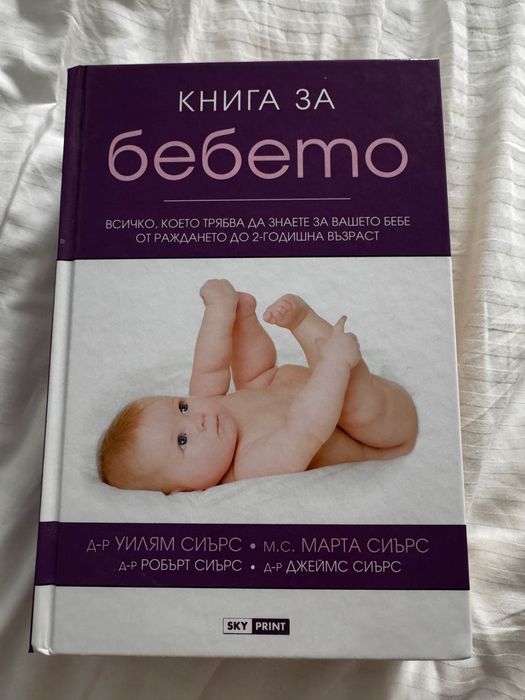 КНИГА ЗА
бебето
ВСИЧКО, КОЕТО ТРЯБВА ДА ЗНАЕТЕ ЗА ВАШЕТО БЕБЕ
ОТ РАЖДАНЕТО ДО 2-ГОДИШНА ВЪЗРАСТ
Д-Р УИЛЯМ СИЪРС • М.С. МАРТА СИЪРС
Д-Р РОБЪРТ СИЪРС • Д-Р ДЖЕЙМС СИЪРС
SKY PRINT